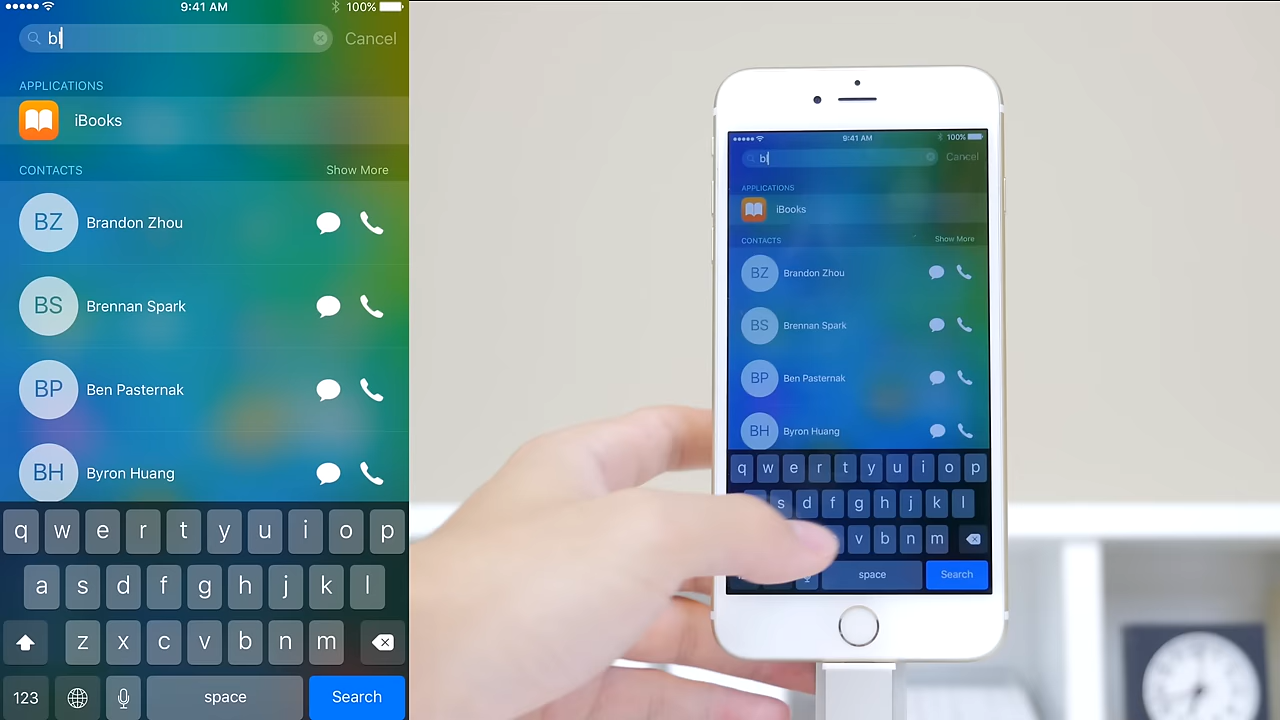 9:41 AM 100%
b Cancel
APPLICATIONS
iBooks
CONTACTS Show More
BZ Brandon Zhou
BS Brennan Spark
BP Ben Pasternak
BH Byron Huang
q w e r t y u i o p
a s d f g h j k l
z x c v b n m
123 space Search
9:41 AM 100%
b Cancel
APPLICATIONS
iBooks
CONTACTS Show More
BZ Brandon Zhou
BS Brennan Spark
BP Ben Pasternak
BH Byron Huang
q w e r t y u i o p
s d f g h j k l
v b n m
space Search